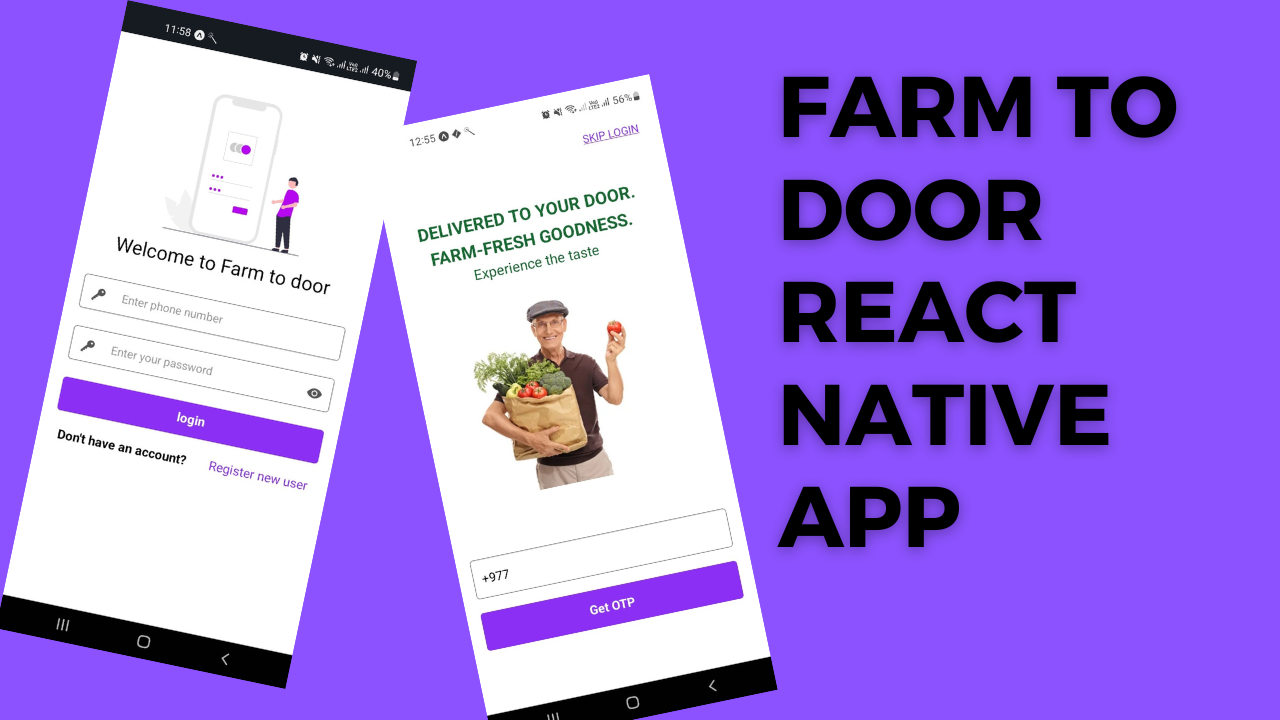 11:58
VoD LTE2 40%
Welcome to Farm to door
Enter phone number
Enter your password
login
Don't have an account?
Register new user
12:55
56%
SKIP LOGIN
DELIVERED TO YOUR DOOR.
FARM-FRESH GOODNESS.
Experience the taste
+977
Get OTP
FARM TO
DOOR
REACT
NATIVE
APP